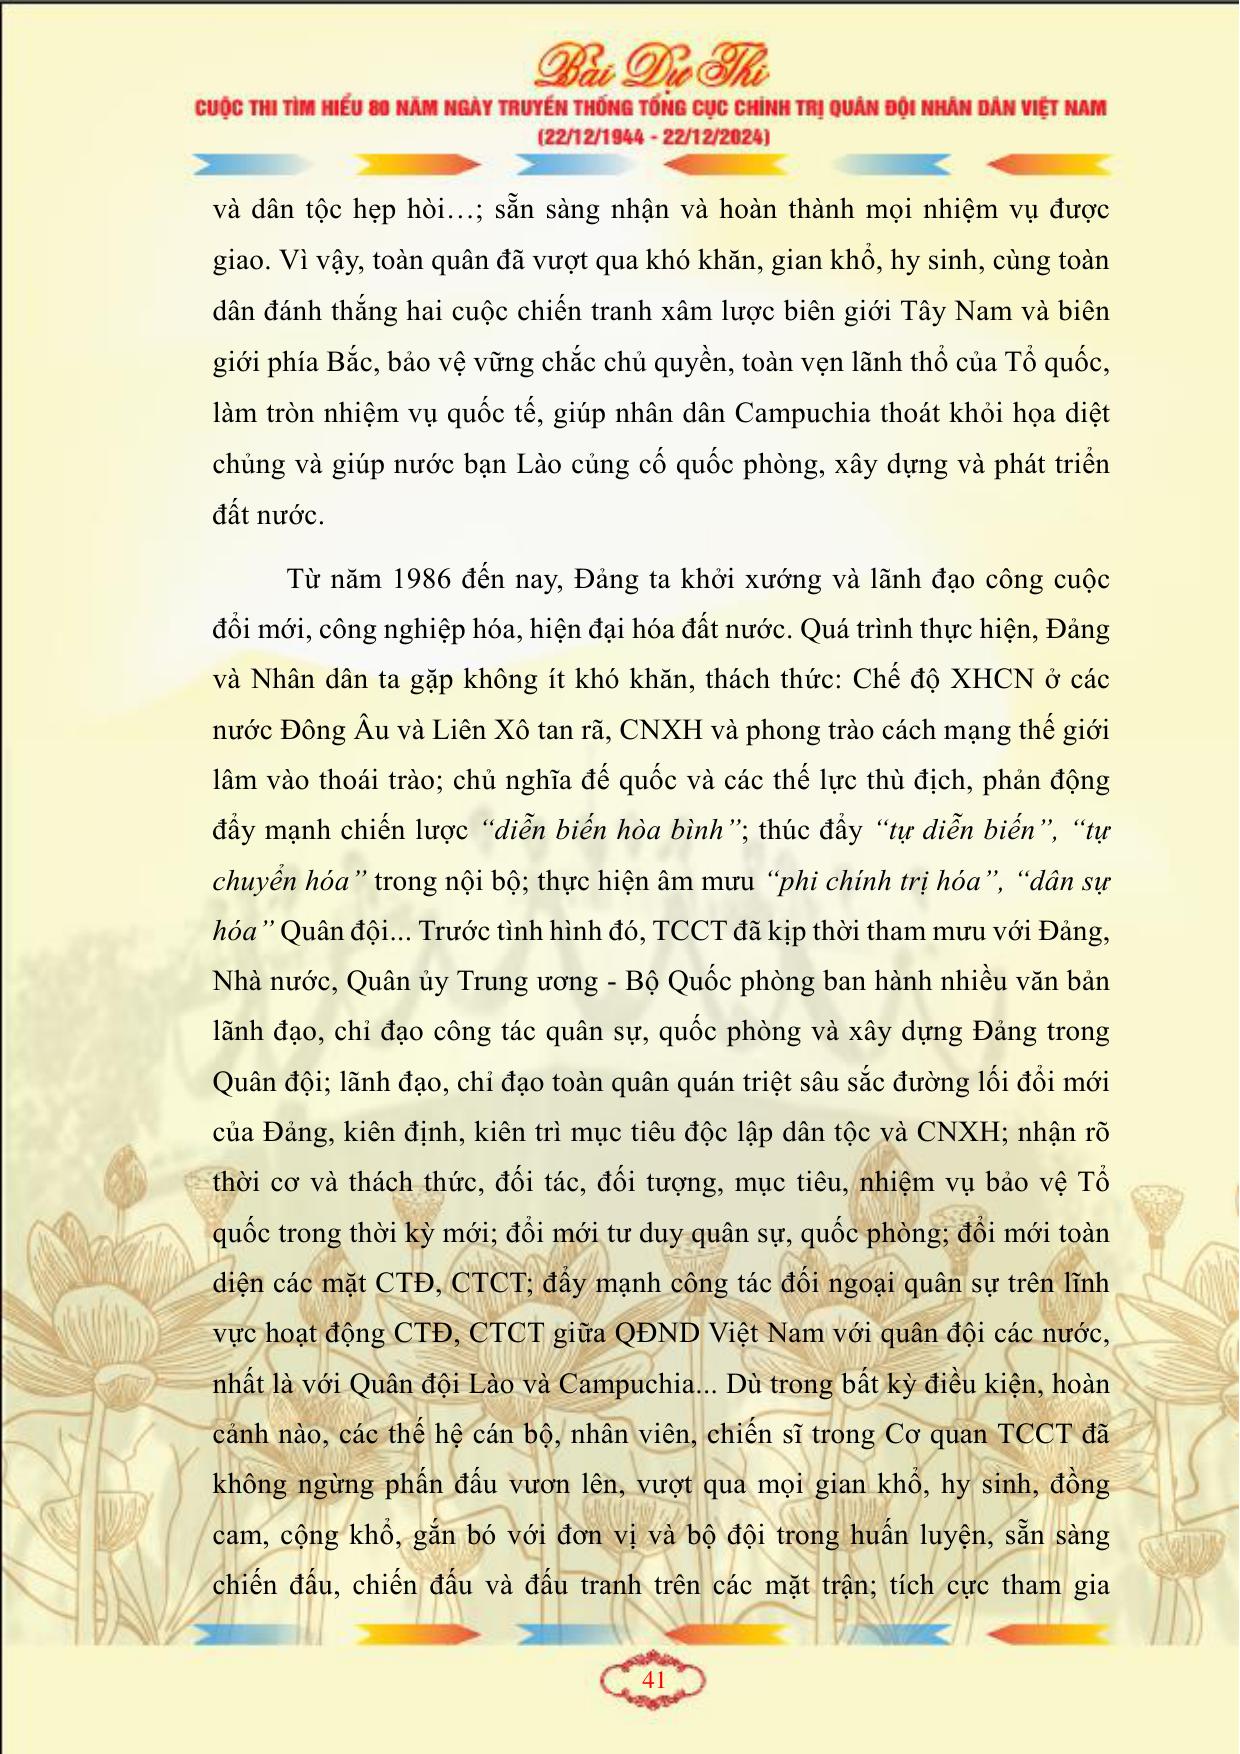 Bài Dự Thi
CUỘC THI TÌM HIỂU 80 NĂM NGÀY TRUYỀN THỐNG TỔNG CỤC CHÍNH TRỊ QUÂN ĐỘI NHÂN DÂN VIỆT NAM
(22/12/1944 - 22/12/2024)
và dân tộc hẹp hòi…; sẵn sàng nhận và hoàn thành mọi nhiệm vụ được
giao. Vì vậy, toàn quân đã vượt qua khó khăn, gian khổ, hy sinh, cùng toàn
dân đánh thắng hai cuộc chiến tranh xâm lược biên giới Tây Nam và biên
giới phía Bắc, bảo vệ vững chắc chủ quyền, toàn vẹn lãnh thổ của Tổ quốc,
làm tròn nhiệm vụ quốc tế, giúp nhân dân Campuchia thoát khỏi họa diệt
chủng và giúp nước bạn Lào củng cố quốc phòng, xây dựng và phát triển
đất nước.
Từ năm 1986 đến nay, Đảng ta khởi xướng và lãnh đạo công cuộc
đổi mới, công nghiệp hóa, hiện đại hóa đất nước. Quá trình thực hiện, Đảng
và Nhân dân ta gặp không ít khó khăn, thách thức: Chế độ XHCN ở các
nước Đông Âu và Liên Xô tan rã, CNXH và phong trào cách mạng thế giới
lâm vào thoái trào; chủ nghĩa đế quốc và các thế lực thù địch, phản động
đẩy mạnh chiến lược “diễn biến hòa bình”; thúc đẩy “tự diễn biến”, “tự
chuyển hóa” trong nội bộ; thực hiện âm mưu “phi chính trị hóa”, “dân sự
hóa” Quân đội... Trước tình hình đó, TCCT đã kịp thời tham mưu với Đảng,
Nhà nước, Quân ủy Trung ương - Bộ Quốc phòng ban hành nhiều văn bản
lãnh đạo, chỉ đạo công tác quân sự, quốc phòng và xây dựng Đảng trong
Quân đội; lãnh đạo, chỉ đạo toàn quân quán triệt sâu sắc đường lối đổi mới
của Đảng, kiên định, kiên trì mục tiêu độc lập dân tộc và CNXH; nhận rõ
thời cơ và thách thức, đối tác, đối tượng, mục tiêu, nhiệm vụ bảo vệ Tổ
quốc trong thời kỳ mới; đổi mới tư duy quân sự, quốc phòng; đổi mới toàn
diện các mặt CTĐ, CTCT; đẩy mạnh công tác đối ngoại quân sự trên lĩnh
vực hoạt động CTĐ, CTCT giữa QĐND Việt Nam với quân đội các nước,
nhất là với Quân đội Lào và Campuchia... Dù trong bất kỳ điều kiện, hoàn
cảnh nào, các thế hệ cán bộ, nhân viên, chiến sĩ trong Cơ quan TCCT đã
không ngừng phấn đấu vươn lên, vượt qua mọi gian khổ, hy sinh, đồng
cam, cộng khổ, gắn bó với đơn vị và bộ đội trong huấn luyện, sẵn sàng
chiến đấu, chiến đấu và đấu tranh trên các mặt trận; tích cực tham gia
41